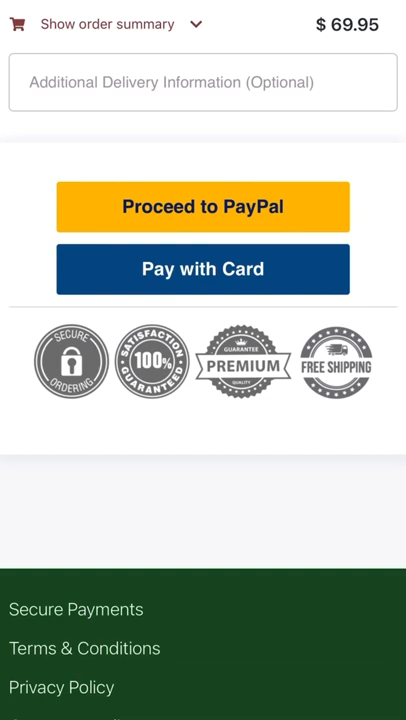 Show order summary
$ 69.95
Additional Delivery Information (Optional)
Proceed to PayPal
Pay with Card
SECURE
ORDERING
SATISFACTION
100%
GUARANTEED
GUARANTEE
PREMIUM
QUALITY
FREE SHIPPING
Secure Payments
Terms & Conditions
Privacy Policy